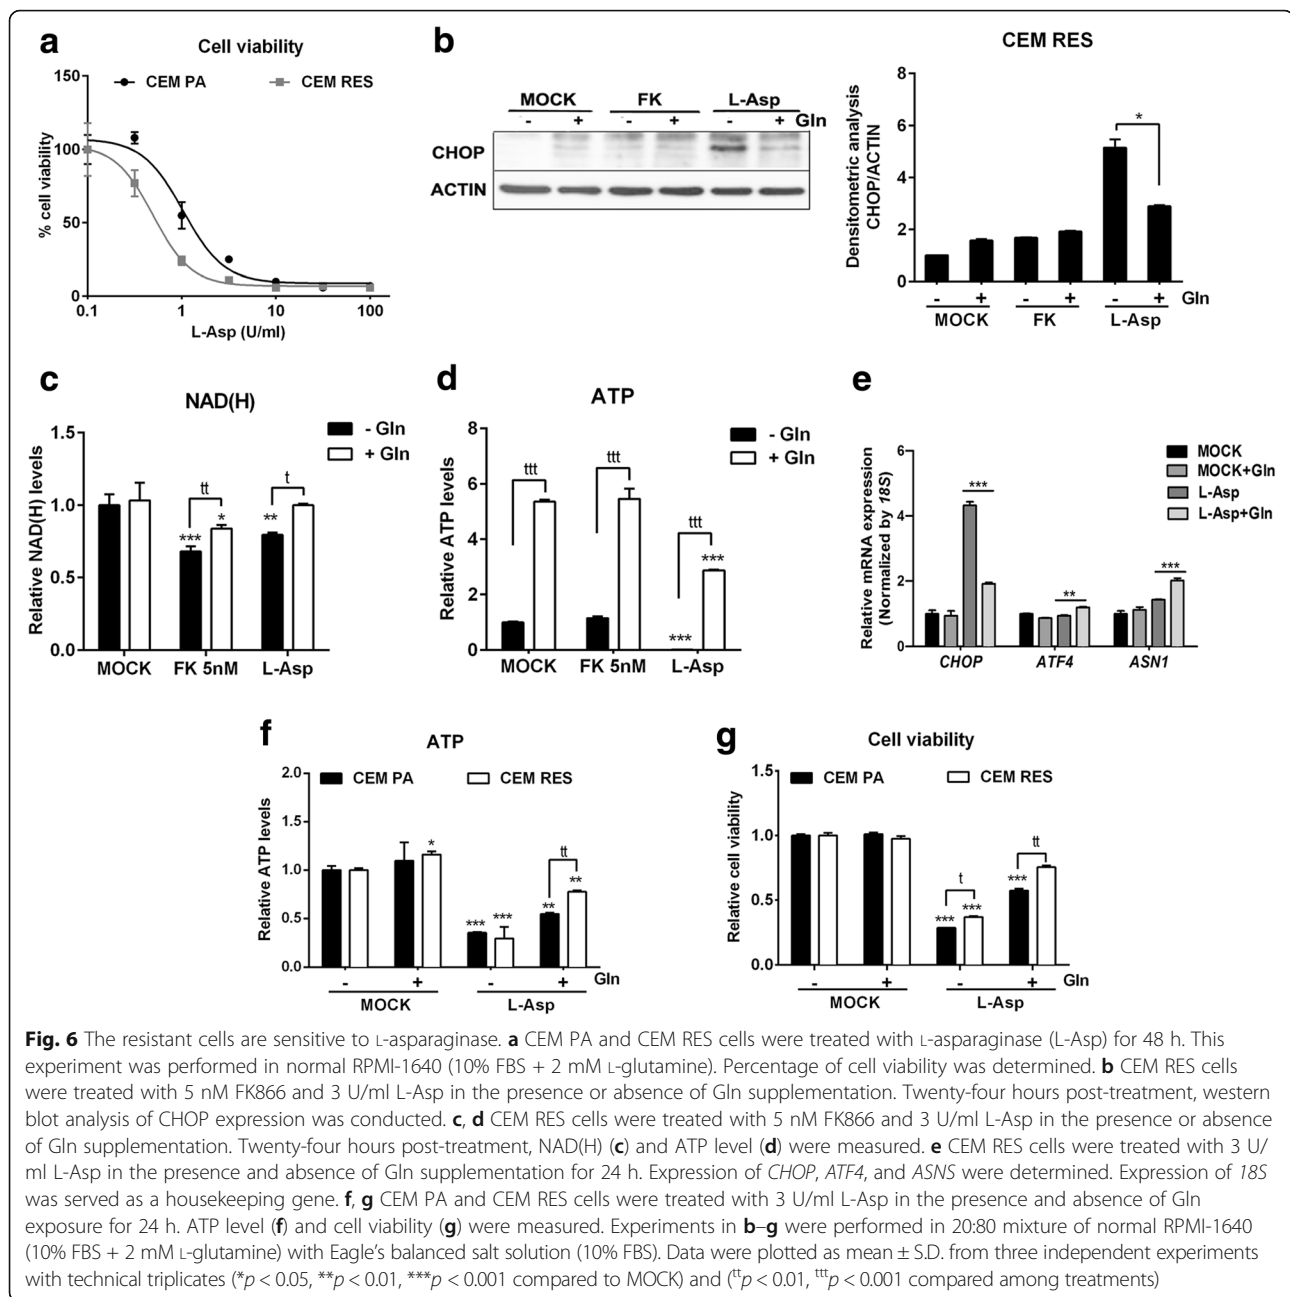 a
Cell viability
CEM PA
CEM RES
% cell viability
150
100
50
0
0.1
1
10
100
L-Asp (U/ml)
b
MOCK
FK
L-Asp
- + - + - + Gln
CHOP
ACTIN
CEM RES
Densitometric analysis
CHOP/ACTIN
8
6
4
2
0
*
- + - + - + Gln
MOCK
FK
L-Asp
c
NAD(H)
- Gln
+ Gln
Relative NAD(H) levels
1.5
1.0
0.5
0.0
***
tt
*
**
t
MOCK
FK 5nM
L-Asp
d
ATP
- Gln
+ Gln
Relative ATP levels
8
6
4
2
0
ttt
ttt
ttt
***
***
MOCK
FK 5nM
L-Asp
e
MOCK
MOCK+Gln
L-Asp
L-Asp+Gln
Relative mRNA expression
(Normalized by 18S)
6
4
2
0
***
**
***
CHOP
ATF4
ASN1
f
ATP
CEM PA
CEM RES
Relative ATP levels
2.0
1.5
1.0
0.5
0.0
*
***
***
**
tt
**
- + - + Gln
MOCK
L-Asp
g
Cell viability
CEM PA
CEM RES
Relative cell viability
1.5
1.0
0.5
0.0
***
t
***
***
tt
- + - + Gln
MOCK
L-Asp
Fig. 6 The resistant cells are sensitive to L-asparaginase. a CEM PA and CEM RES cells were treated with L-asparaginase (L-Asp) for 48 h. This
experiment was performed in normal RPMI-1640 (10% FBS + 2 mM L-glutamine). Percentage of cell viability was determined. b CEM RES cells
were treated with 5 nM FK866 and 3 U/ml L-Asp in the presence or absence of Gln supplementation. Twenty-four hours post-treatment, western
blot analysis of CHOP expression was conducted. c, d CEM RES cells were treated with 5 nM FK866 and 3 U/ml L-Asp in the presence or absence
of Gln supplementation. Twenty-four hours post-treatment, NAD(H) (c) and ATP level (d) were measured. e CEM RES cells were treated with 3 U/
ml L-Asp in the presence and absence of Gln supplementation for 24 h. Expression of CHOP, ATF4, and ASNS were determined. Expression of 18S
was served as a housekeeping gene. f, g CEM PA and CEM RES cells were treated with 3 U/ml L-Asp in the presence and absence of Gln
exposure for 24 h. ATP level (f) and cell viability (g) were measured. Experiments in b–g were performed in 20:80 mixture of normal RPMI-1640
(10% FBS + 2 mM L-glutamine) with Eagle's balanced salt solution (10% FBS). Data were plotted as mean ± S.D. from three independent experiments
with technical triplicates (*p < 0.05, **p < 0.01, ***p < 0.001 compared to MOCK) and (ttp < 0.01, tttp < 0.001 compared among treatments)